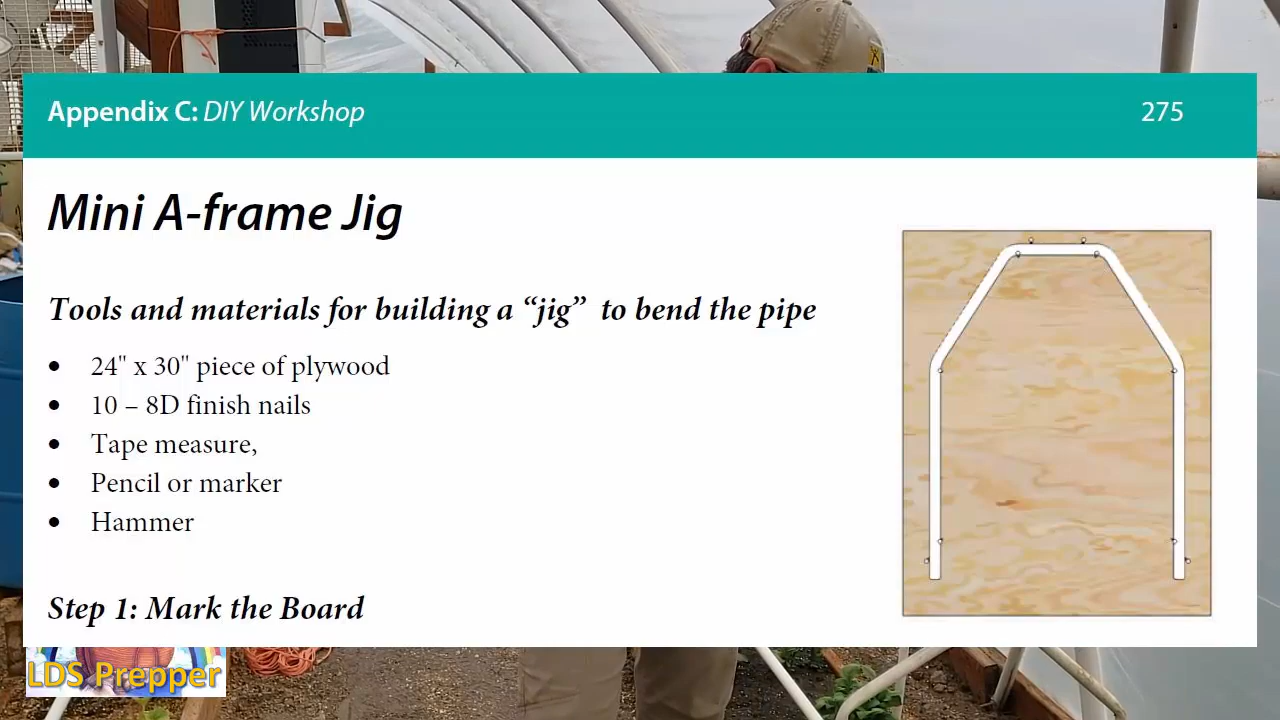 Appendix C: DIY Workshop
275
Mini A-frame Jig
Tools and materials for building a “jig”  to bend the pipe
• 24" x 30" piece of plywood
• 10 – 8D finish nails
• Tape measure,
• Pencil or marker
• Hammer
Step 1: Mark the Board
LDS Prepper